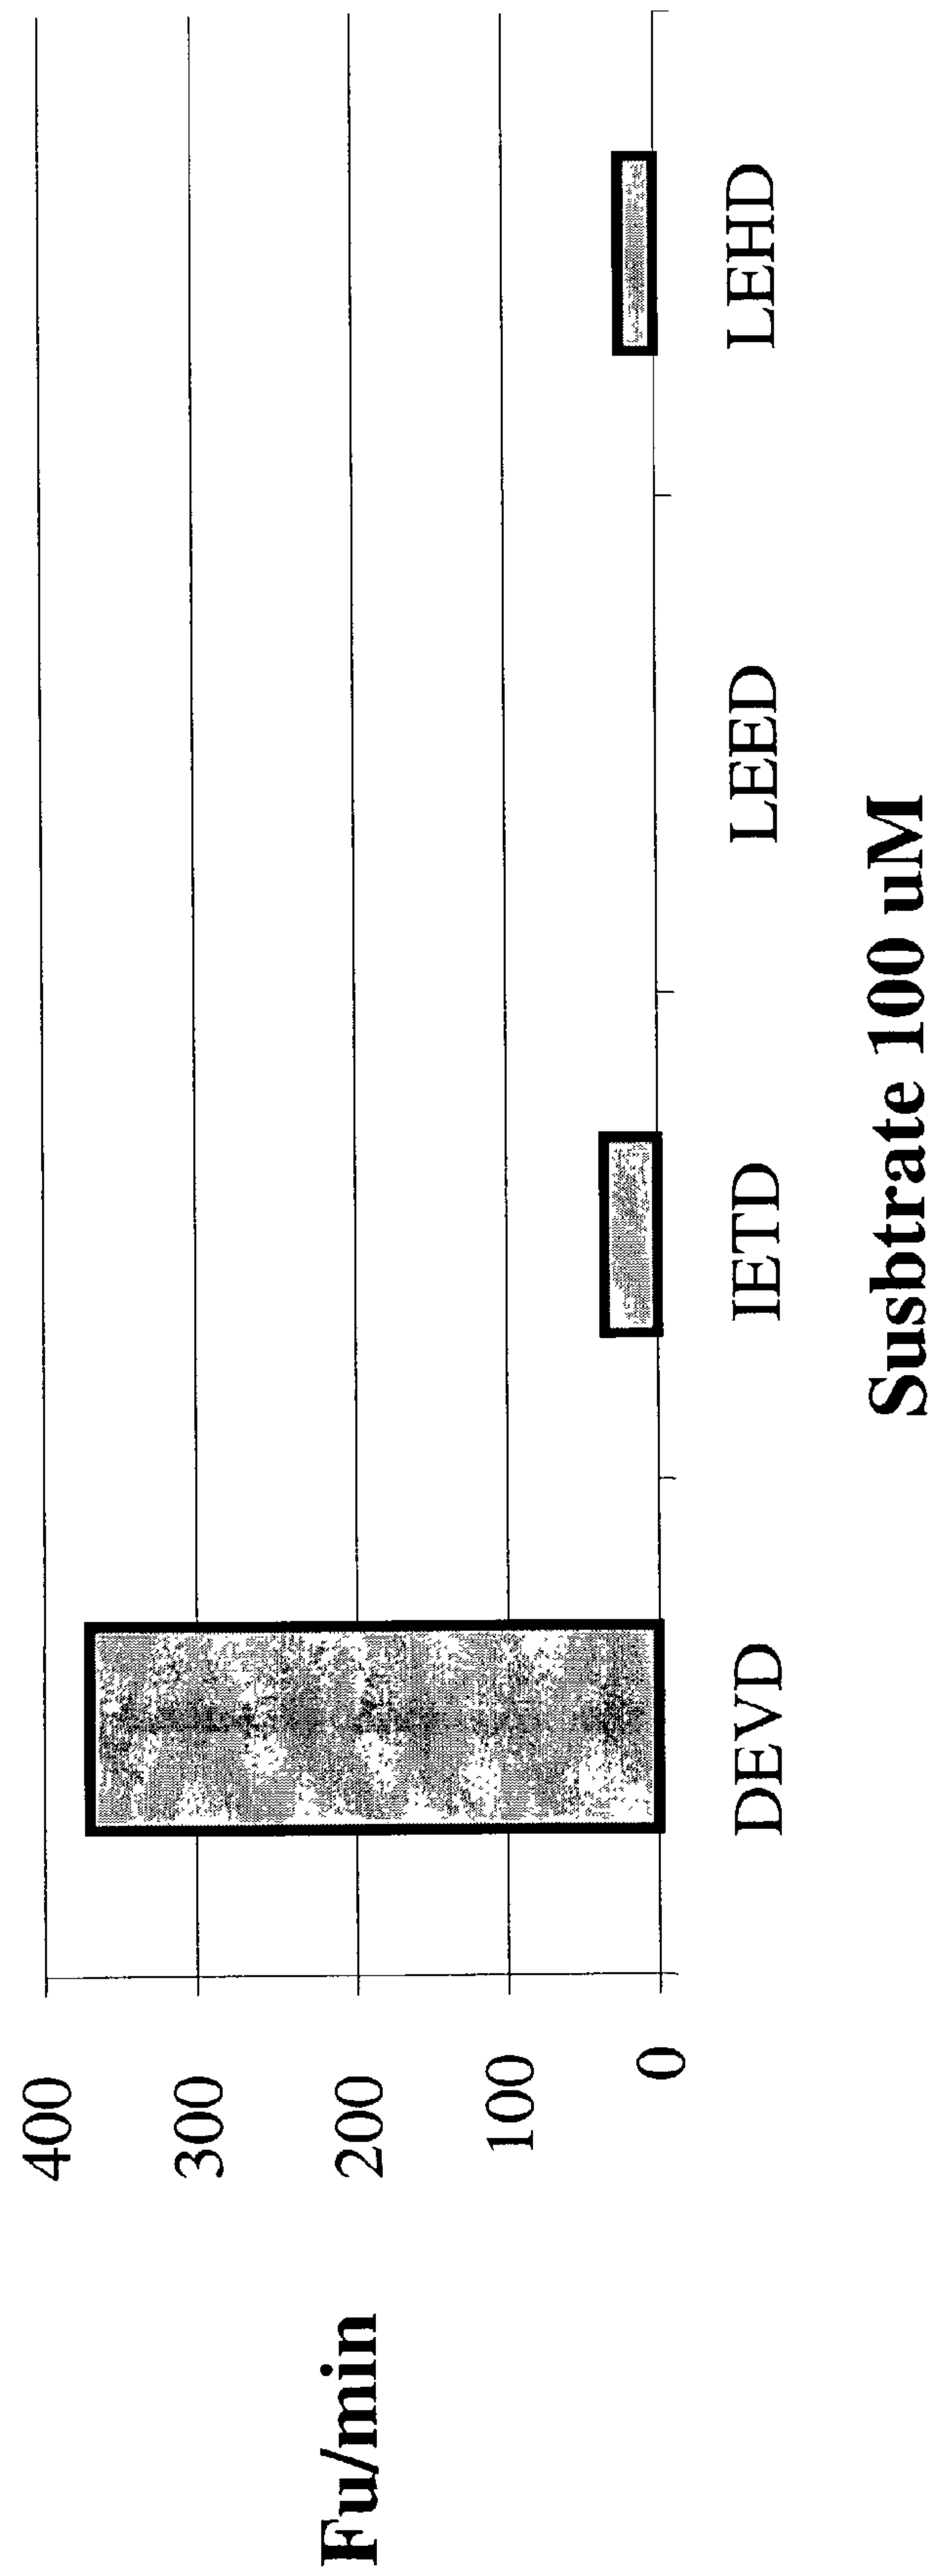 Fu/min
400
300
200
100
0
DEVD
IETD
LEED
LEHD
Susbtrate 100 uM